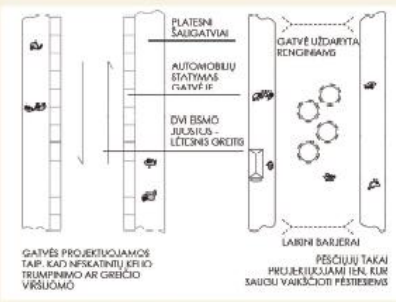 PLATESNI
ŠALIGATVIAI
AUTOMOBILIŲ
STATYMAS
GATVĖJE
DVI EISMO
JUOSTOS -
LĖTESNIS GREITIS
GATVĖ UŽDARYTA
RENGINIAMS
LAIKINI BARJERAI
GATVĖS PROJEKTUOJAMOS
TAIP, KAD NESKATINTŲ KELIO
TRUMPINIMO AR GREIČIO
VIRŠIJIMO
PĖSČIŲJŲ TAKAI
PROJEKTUOJAMI TEN, KUR
SAUGU VAIKŠČIOTI PĖSTIESIEMS